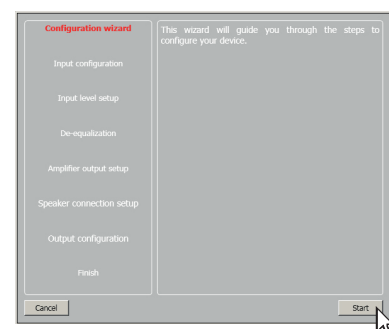 Configuration wizard
Input configuration
Input level setup
De-equalization
Amplifier output setup
Speaker connection setup
Output configuration
Finish
This wizard will guide you through the steps to
configure your device.
Cancel
Start